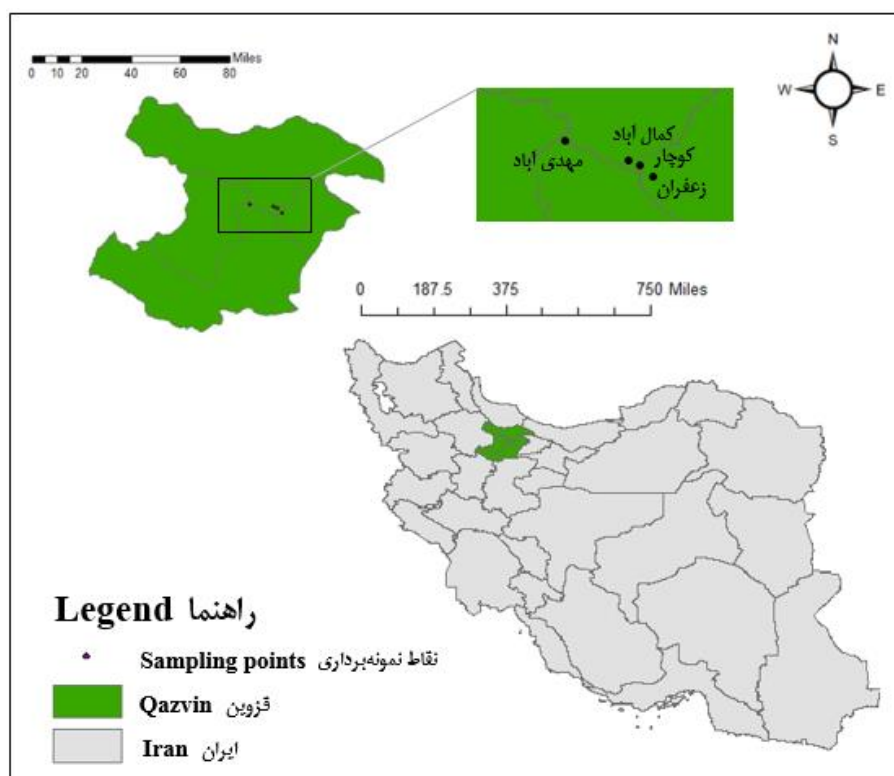 Miles
0 10 20 40 60 80
N
W E
S
کمال آباد
مهدی آباد
کوچار
زعفران
0 187.5 375 750 Miles
Legend راهنما
Sampling points نقاط نمونه‌برداری
Qazvin قزوین
Iran ایران